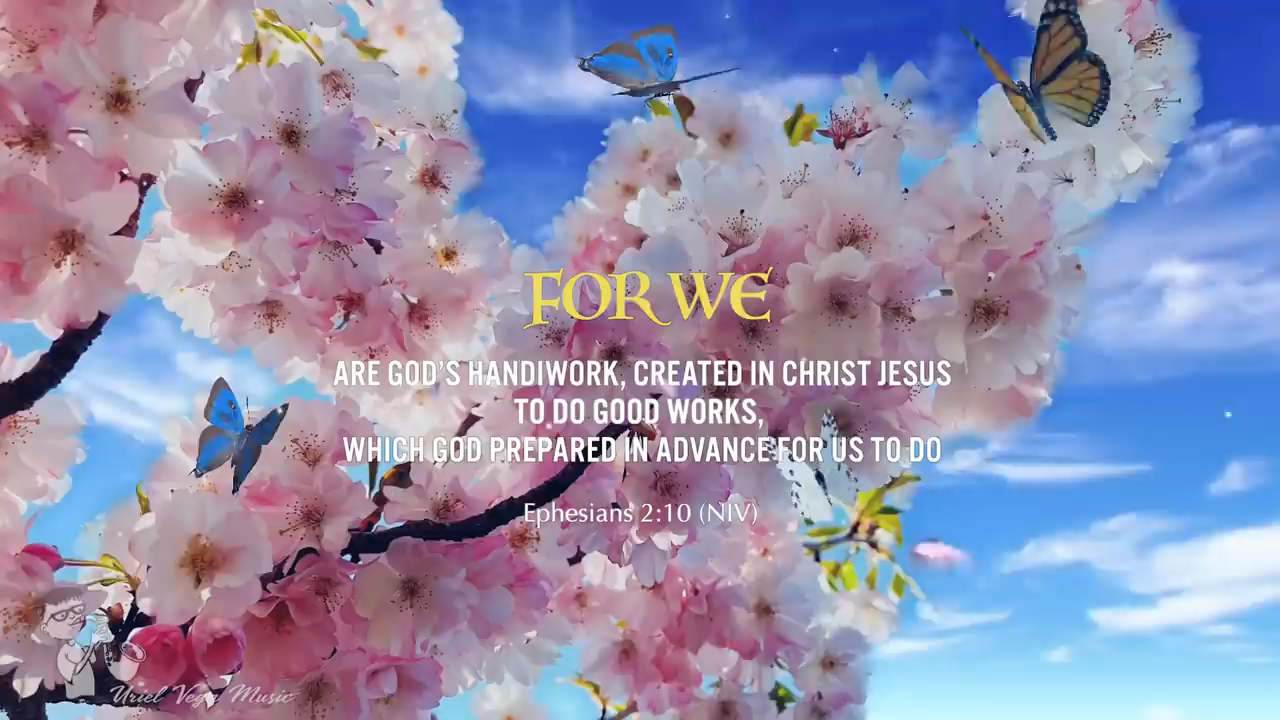 FOR WE
ARE GOD'S HANDIWORK, CREATED IN CHRIST JESUS
TO DO GOOD WORKS,
WHICH GOD PREPARED IN ADVANCE FOR US TO DO
Ephesians 2:10 (NIV)
Uriel Vega Music